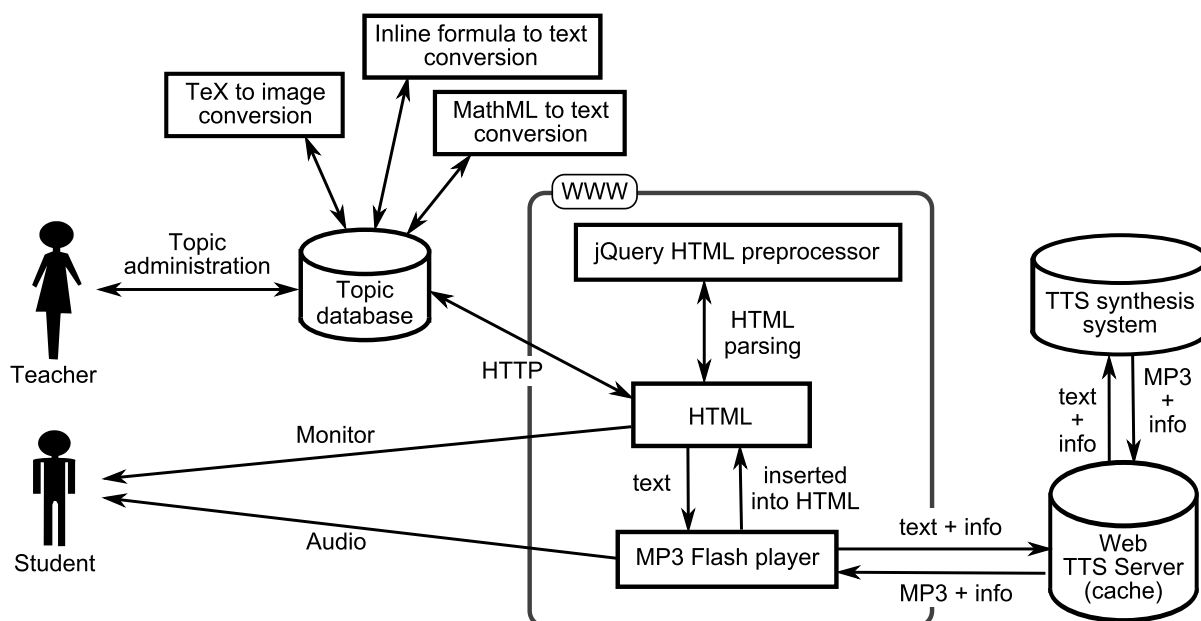 Inline formula to text
conversion
TeX to image
conversion
MathML to text
conversion
WWW
jQuery HTML preprocessor
Topic
administration
Topic
database
HTML
parsing
TTS synthesis
system
Teacher
HTTP
HTML
text
+
info
MP3
+
info
Monitor
text
inserted
into HTML
Student
Audio
MP3 Flash player
text + info
MP3 + info
Web
TTS Server
(cache)